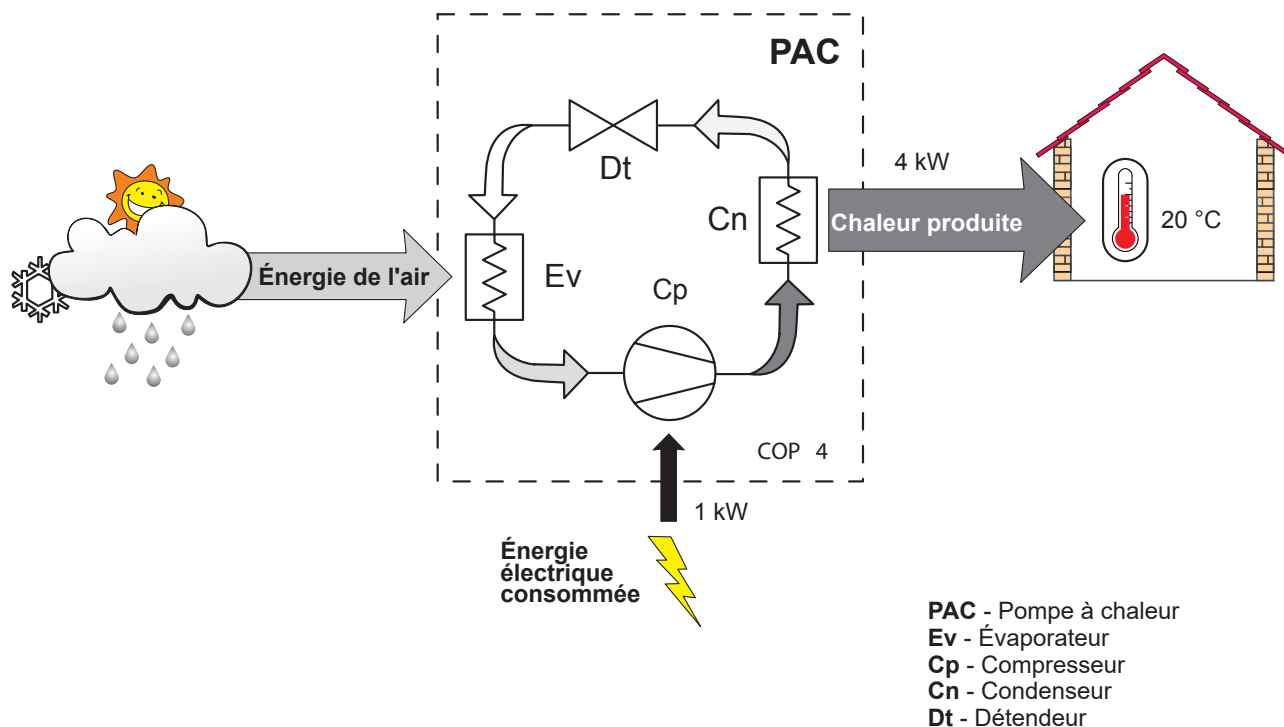 PAC
Dt
4 kW
Cn
Chaleur produite
20 °C
Énergie de l'air
Ev
Cp
COP 4
1 kW
Énergie
électrique
consommée
PAC - Pompe à chaleur
Ev - Évaporateur
Cp - Compresseur
Cn - Condenseur
Dt - Détendeur